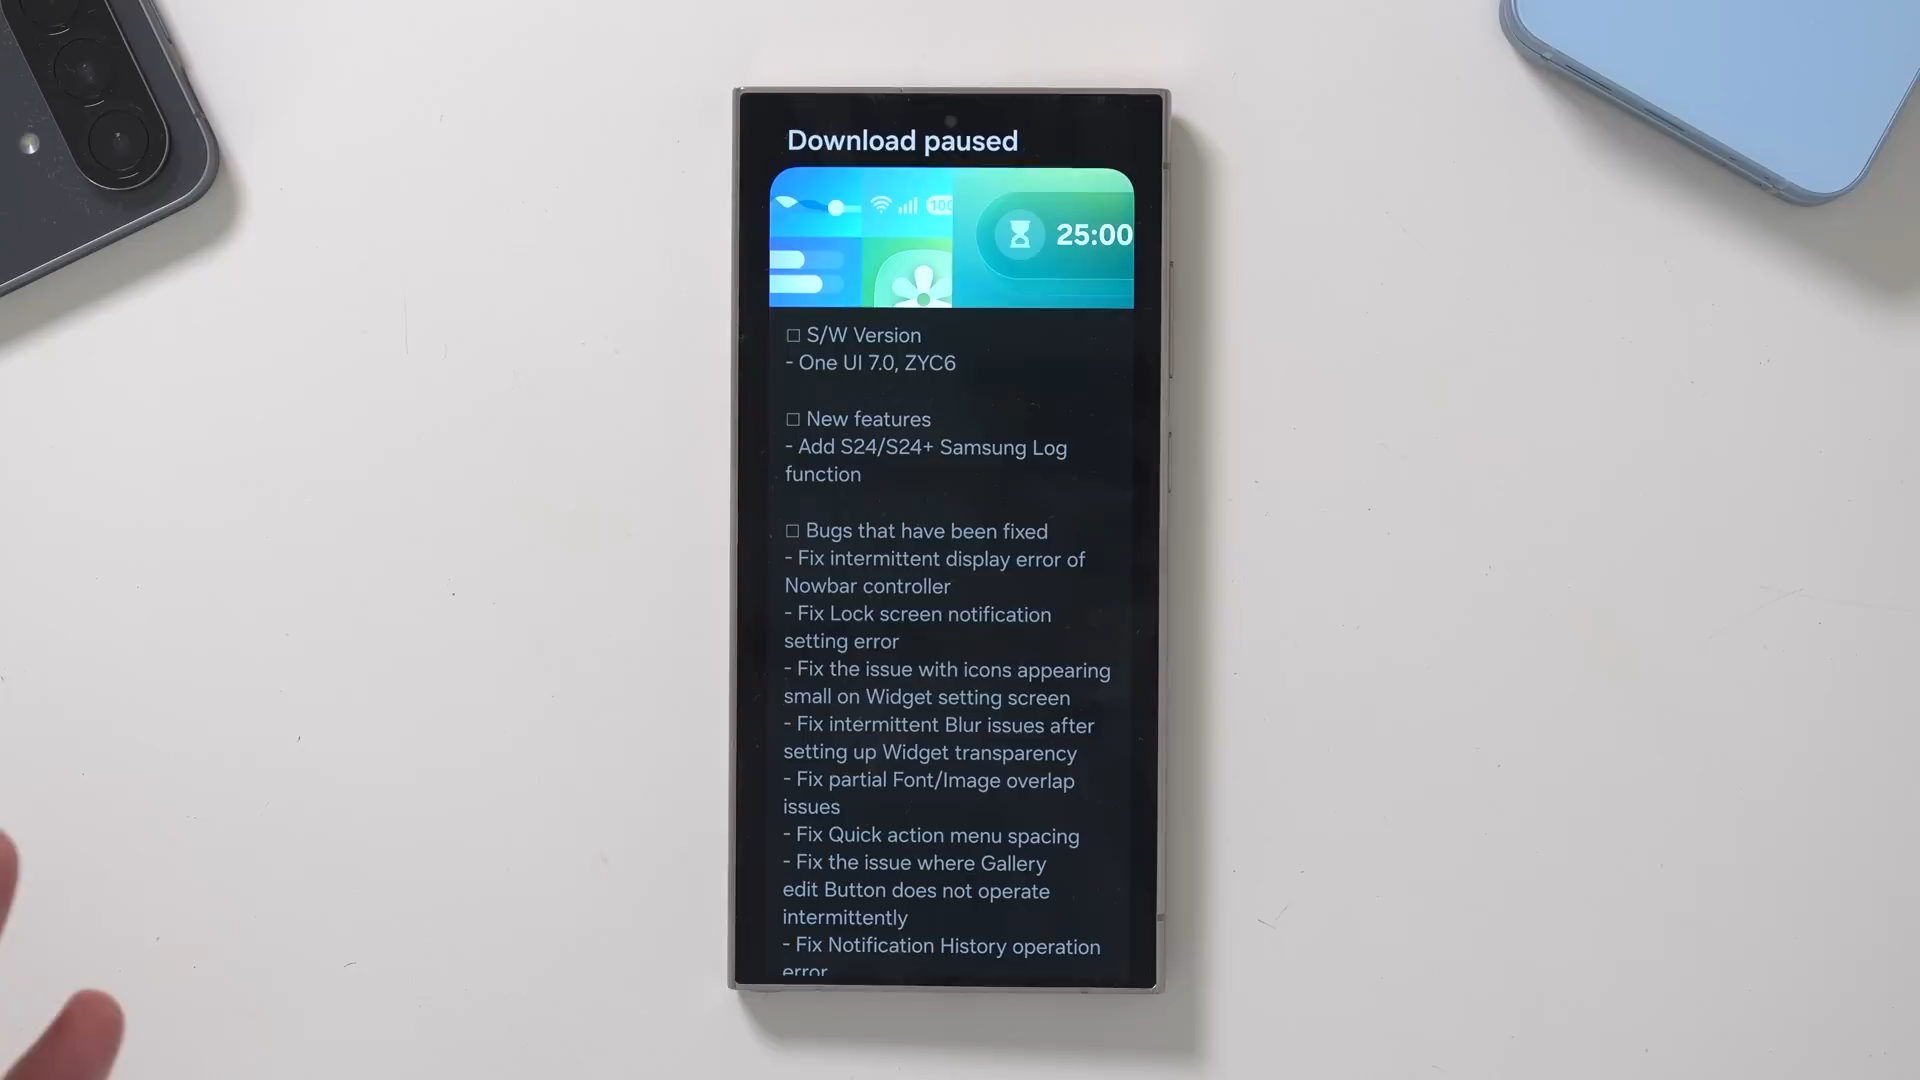 Download paused
100
25:00
□ S/W Version
- One UI 7.0, ZYC6
□ New features
- Add S24/S24+ Samsung Log
function
□ Bugs that have been fixed
- Fix intermittent display error of
Nowbar controller
- Fix Lock screen notification
setting error
- Fix the issue with icons appearing
small on Widget setting screen
- Fix intermittent Blur issues after
setting up Widget transparency
- Fix partial Font/Image overlap
issues
- Fix Quick action menu spacing
- Fix the issue where Gallery
edit Button does not operate
intermittently
- Fix Notification History operation
error